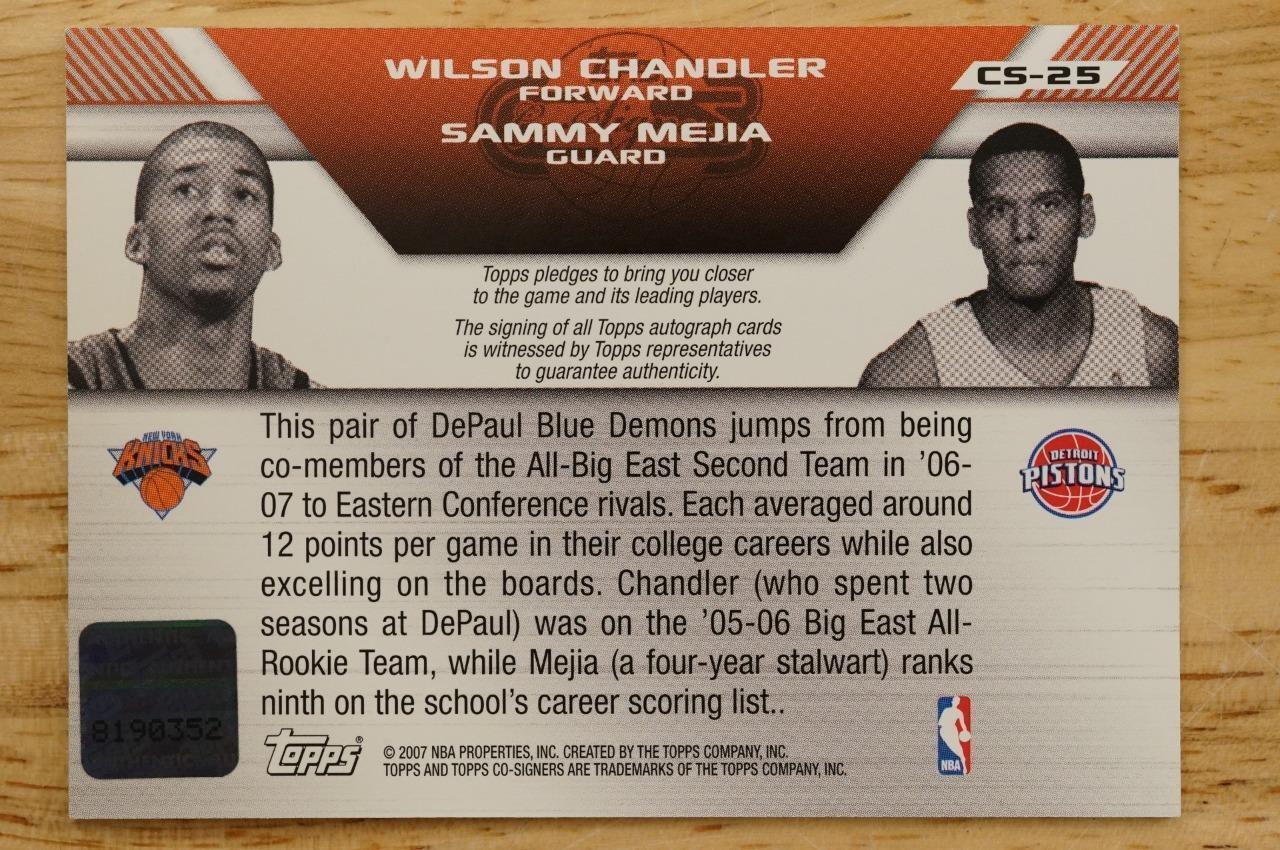 WILSON CHANDLER
FORWARD
SAMMY MEJIA
GUARD
CS-25
Topps pledges to bring you closer
to the game and its leading players.
The signing of all Topps autograph cards
is witnessed by Topps representatives
to guarantee authenticity.
NEW YORK
KNICKS
DETROIT
PISTONS
This pair of DePaul Blue Demons jumps from being
co-members of the All-Big East Second Team in ’06-
07 to Eastern Conference rivals. Each averaged around
12 points per game in their college careers while also
excelling on the boards. Chandler (who spent two
seasons at DePaul) was on the ’05-06 Big East All-
Rookie Team, while Mejia (a four-year stalwart) ranks
ninth on the school’s career scoring list..
8190352
Topps®
© 2007 NBA PROPERTIES, INC. CREATED BY THE TOPPS COMPANY, INC.
TOPPS AND TOPPS CO-SIGNERS ARE TRADEMARKS OF THE TOPPS COMPANY, INC.
NBA